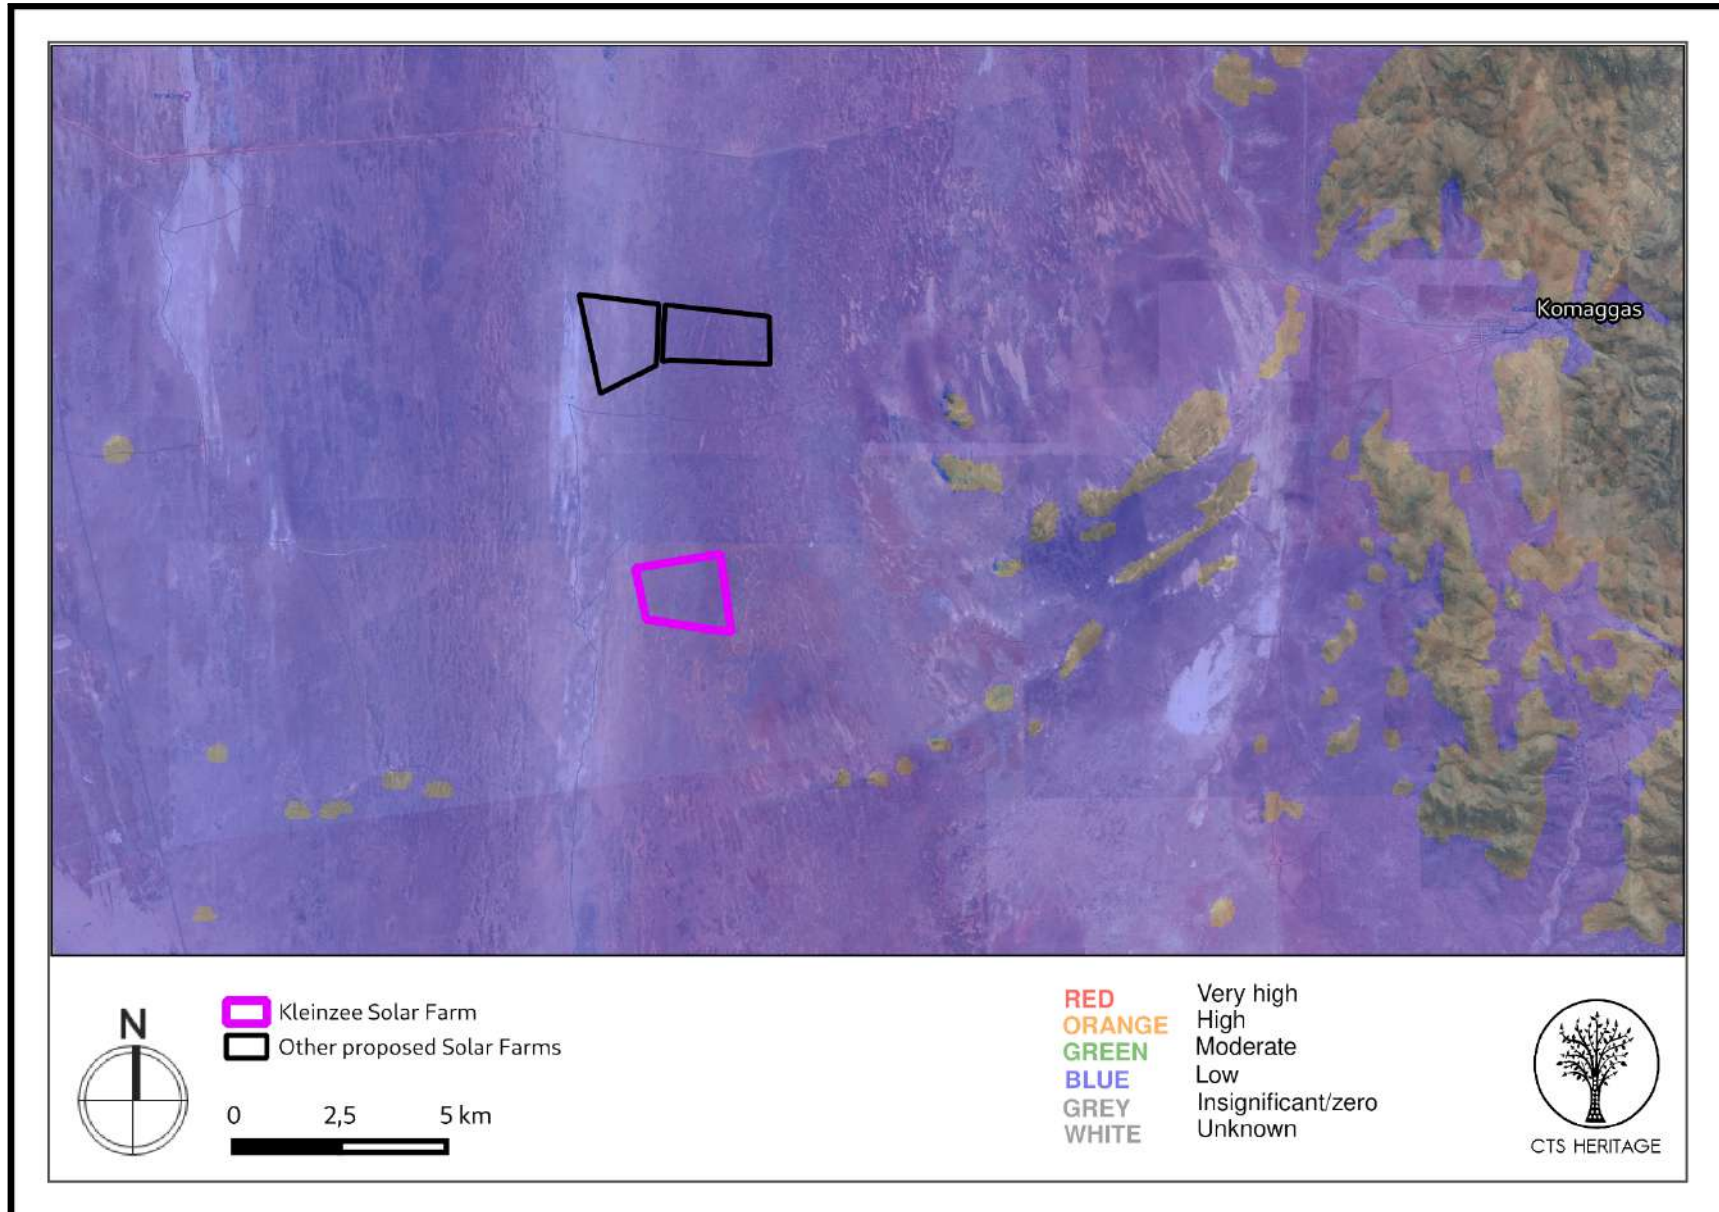 Komaggas
N
Kleinzee Solar Farm
Other proposed Solar Farms
0 2,5 5 km
RED Very high
ORANGE High
GREEN Moderate
BLUE Low
GREY Insignificant/zero
WHITE Unknown
CTS HERITAGE